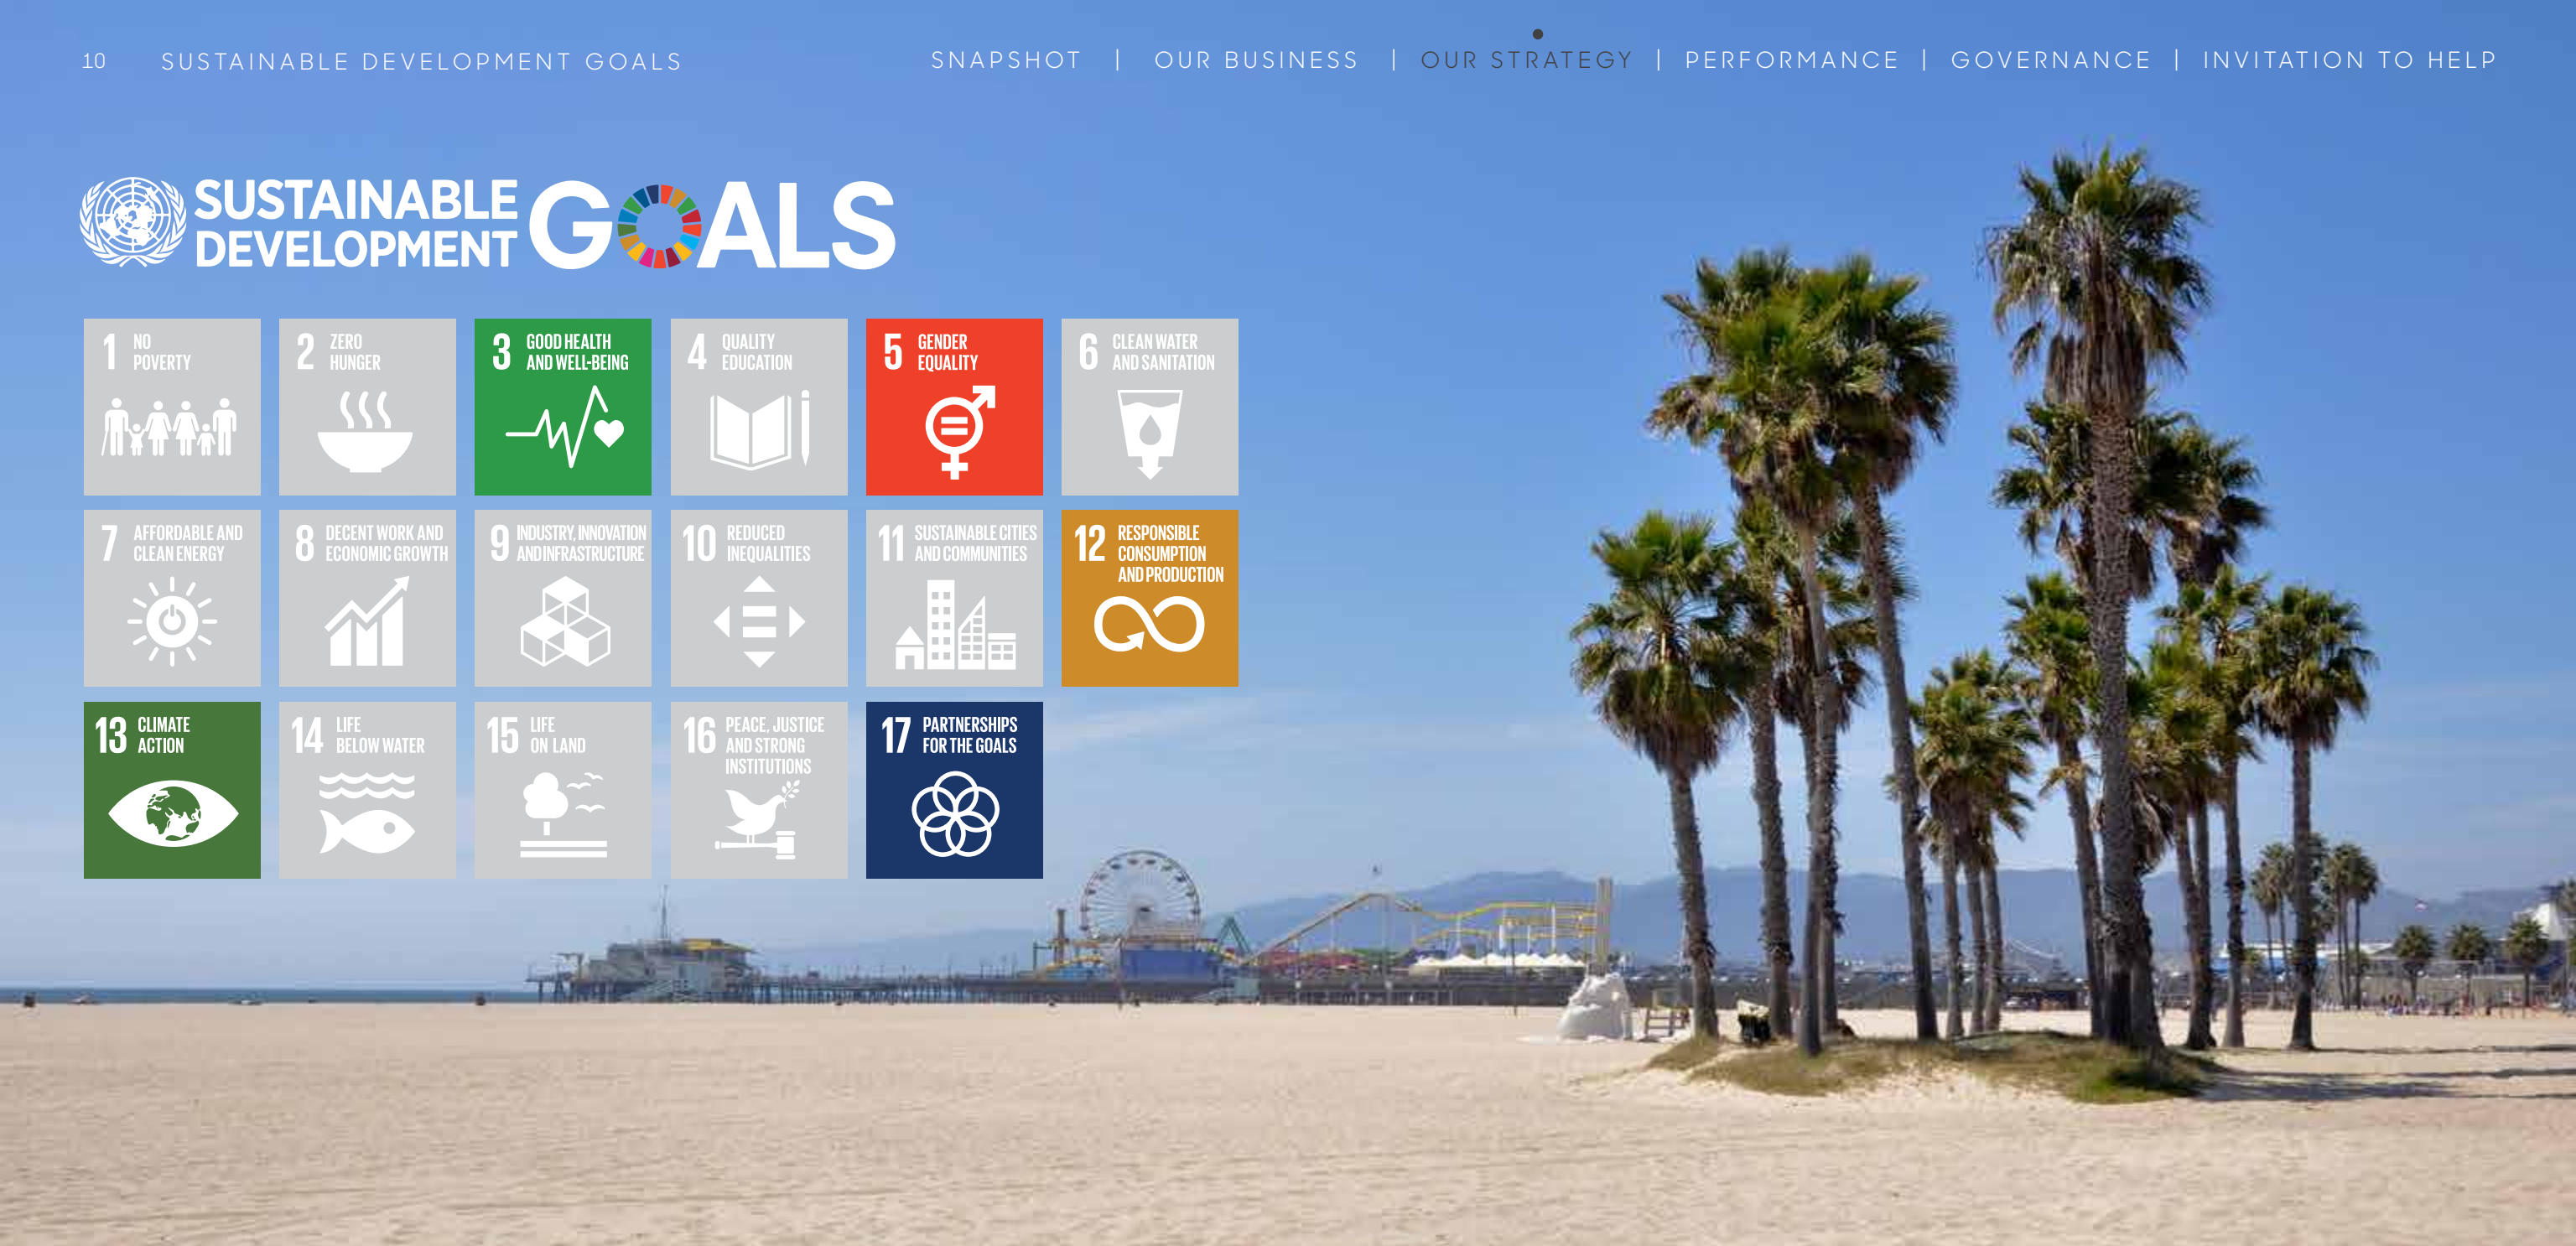 10 SUSTAINABLE DEVELOPMENT GOALS
SNAPSHOT | OUR BUSINESS | OUR STRATEGY | PERFORMANCE | GOVERNANCE | INVITATION TO HELP
SUSTAINABLE
DEVELOPMENT
GOALS
1 NO
POVERTY
2 ZERO
HUNGER
3 GOOD HEALTH
AND WELL-BEING
4 QUALITY
EDUCATION
5 GENDER
EQUALITY
6 CLEAN WATER
AND SANITATION
7 AFFORDABLE AND
CLEAN ENERGY
8 DECENT WORK AND
ECONOMIC GROWTH
9 INDUSTRY, INNOVATION
AND INFRASTRUCTURE
10 REDUCED
INEQUALITIES
11 SUSTAINABLE CITIES
AND COMMUNITIES
12 RESPONSIBLE
CONSUMPTION
AND PRODUCTION
13 CLIMATE
ACTION
14 LIFE
BELOW WATER
15 LIFE
ON LAND
16 PEACE, JUSTICE
AND STRONG
INSTITUTIONS
17 PARTNERSHIPS
FOR THE GOALS